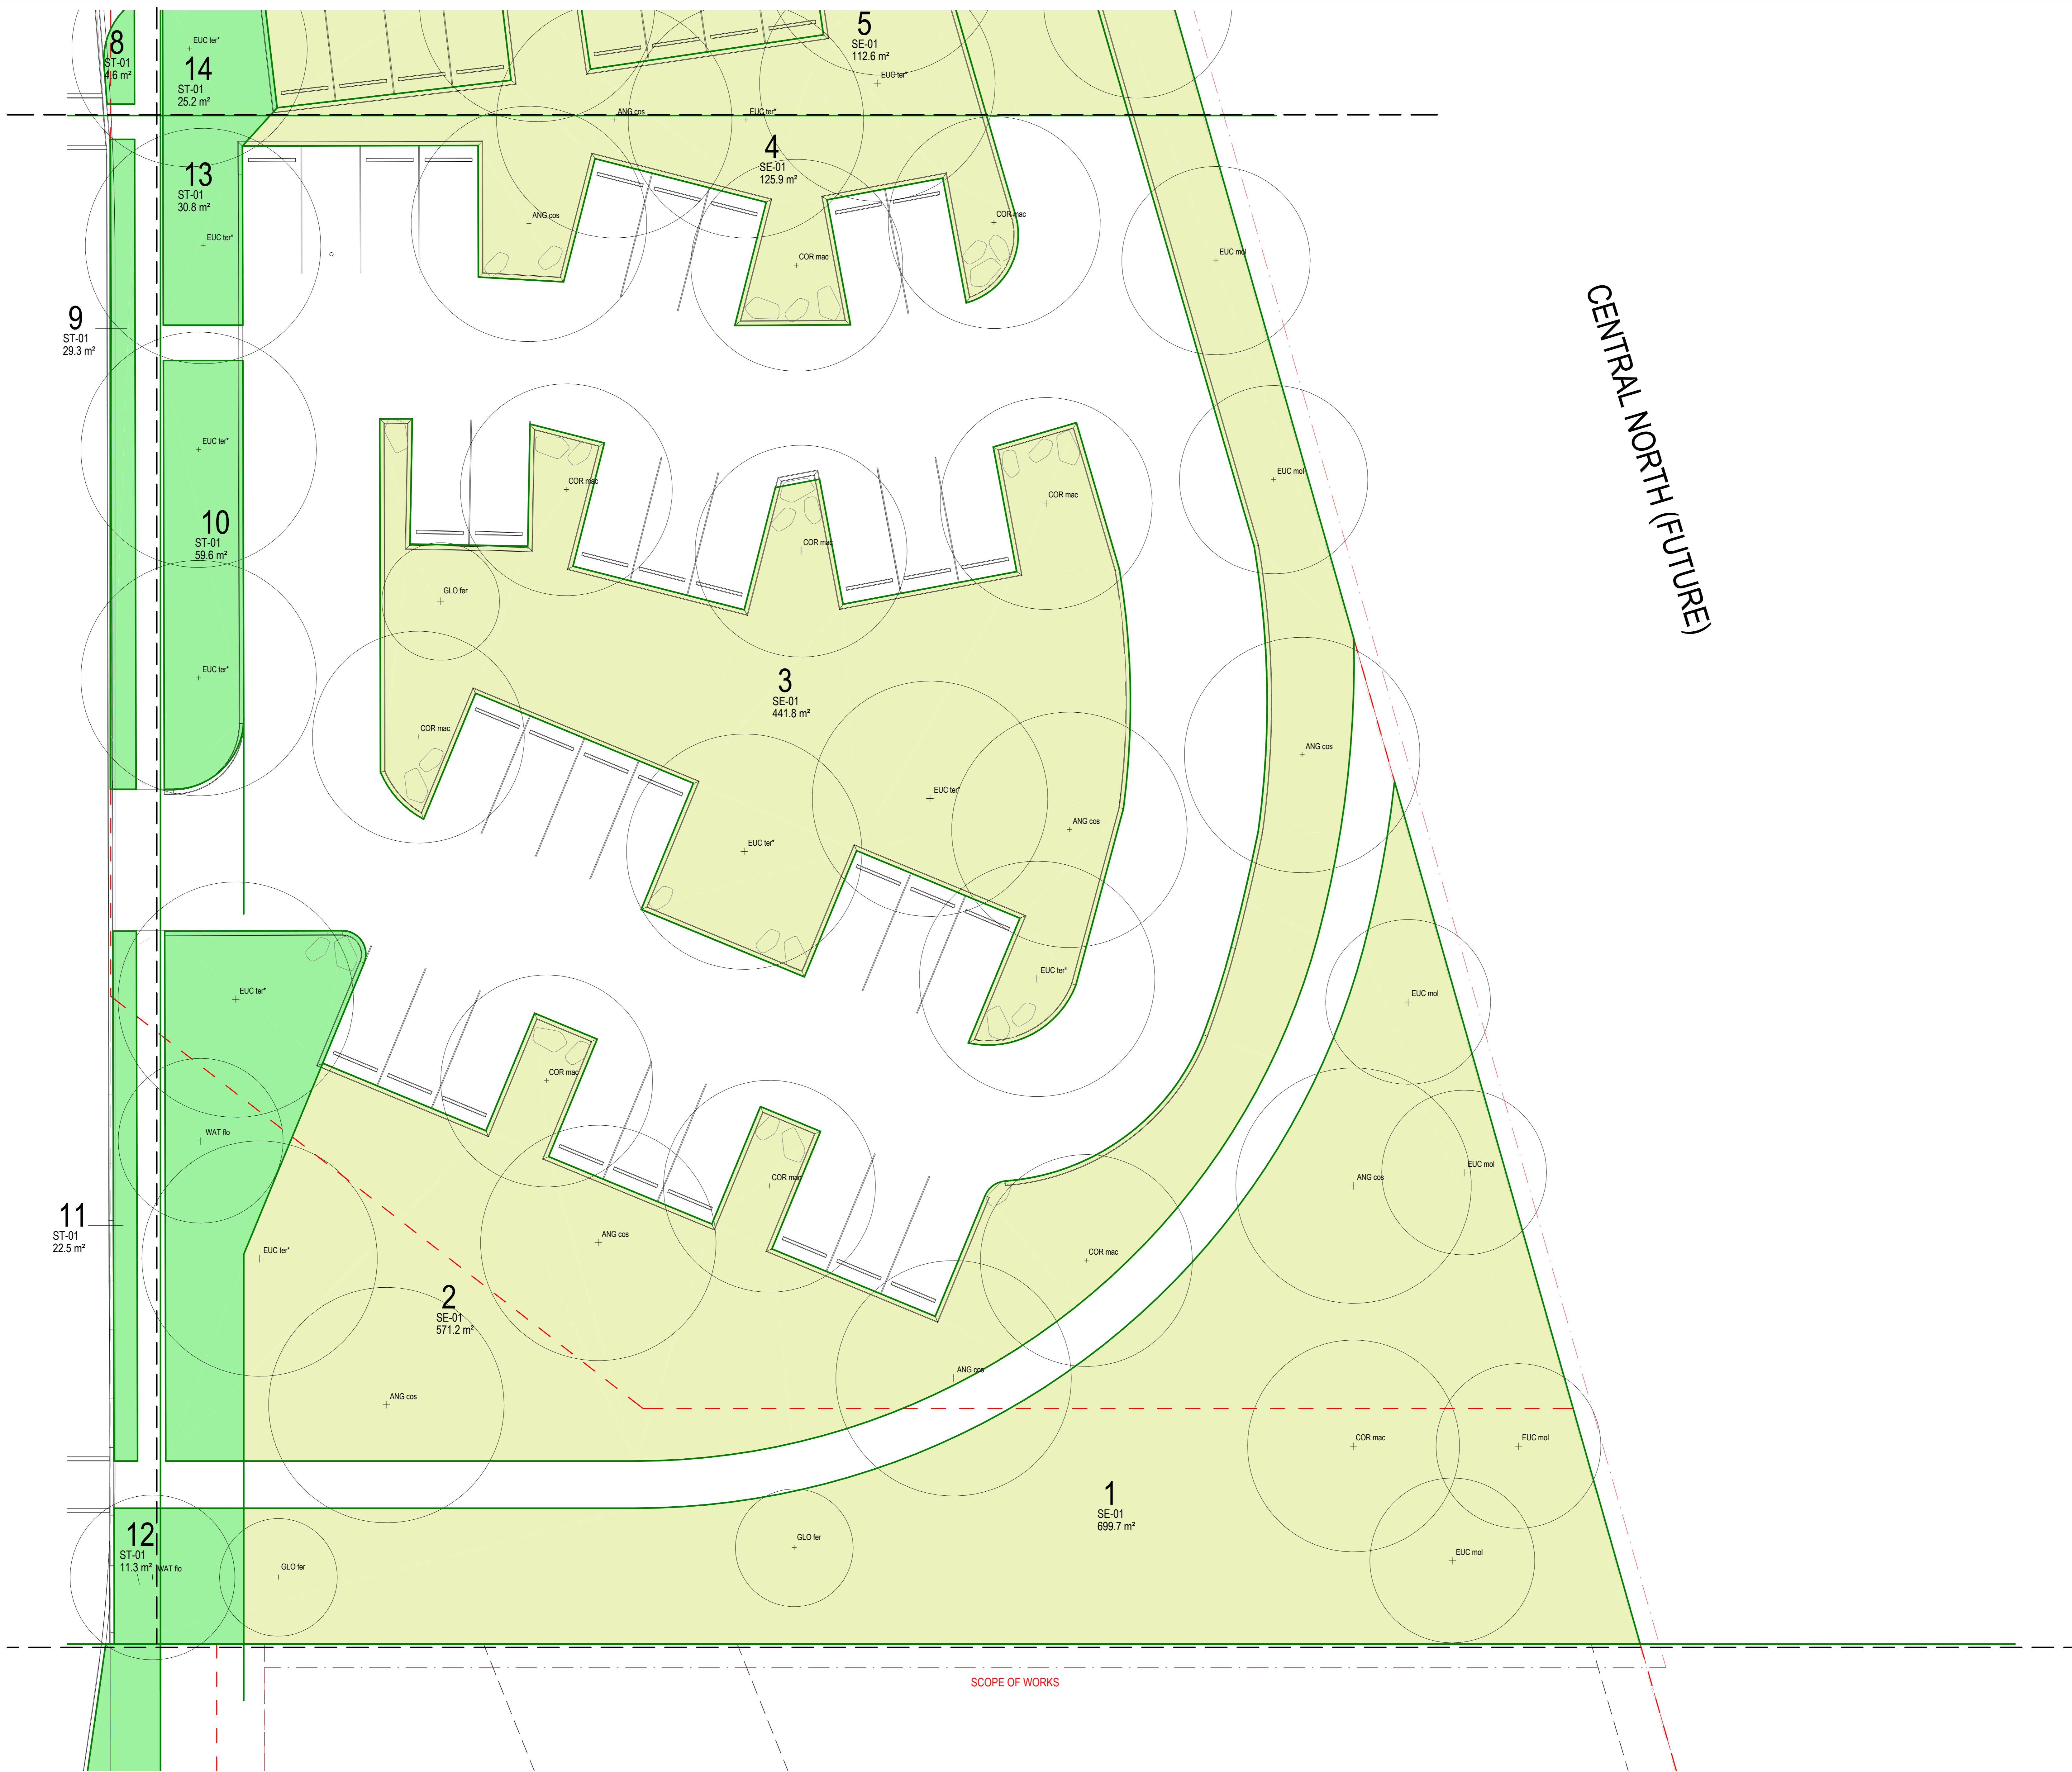 8
ST-01
4.6 m²
EUC ter*
14
ST-01
25.2 m²
5
SE-01
112.6 m²
EUC ter*
ANG cos
EUC ter*
4
SE-01
125.9 m²
13
ST-01
30.8 m²
EUC ter*
ANG cos
COR mac
COR mac
EUC mol
CENTRAL NORTH (FUTURE)
9
ST-01
29.3 m²
EUC ter*
COR mac
COR mac
EUC mol
10
ST-01
59.6 m²
COR mac
GLO fer
EUC ter*
3
SE-01
441.8 m²
COR mac
ANG cos
EUC ter*
ANG cos
EUC ter*
EUC ter*
EUC ter*
EUC mol
COR mac
WAT flo
COR mac
ANG cos
EUC mol
11
ST-01
22.5 m²
EUC ter*
ANG cos
COR mac
2
SE-01
571.2 m²
ANG cos
ANG cos
COR mac
EUC mol
1
SE-01
699.7 m²
12
ST-01
11.3 m²
WAT flo
GLO fer
GLO fer
EUC mol
SCOPE OF WORKS